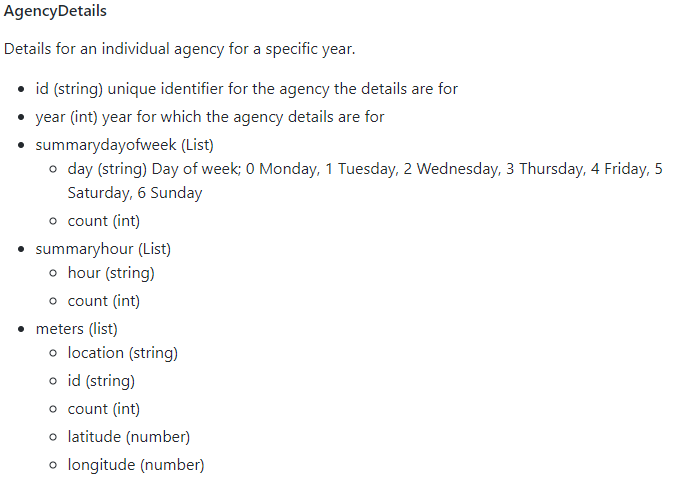 AgencyDetails
Details for an individual agency for a specific year.
id (string) unique identifier for the agency the details are for
year (int) year for which the agency details are for
summarydayofweek (List)
day (string) Day of week; 0 Monday, 1 Tuesday, 2 Wednesday, 3 Thursday, 4 Friday, 5
Saturday, 6 Sunday
count (int)
summaryhour (List)
hour (string)
count (int)
meters (list)
location (string)
id (string)
count (int)
latitude (number)
longitude (number)